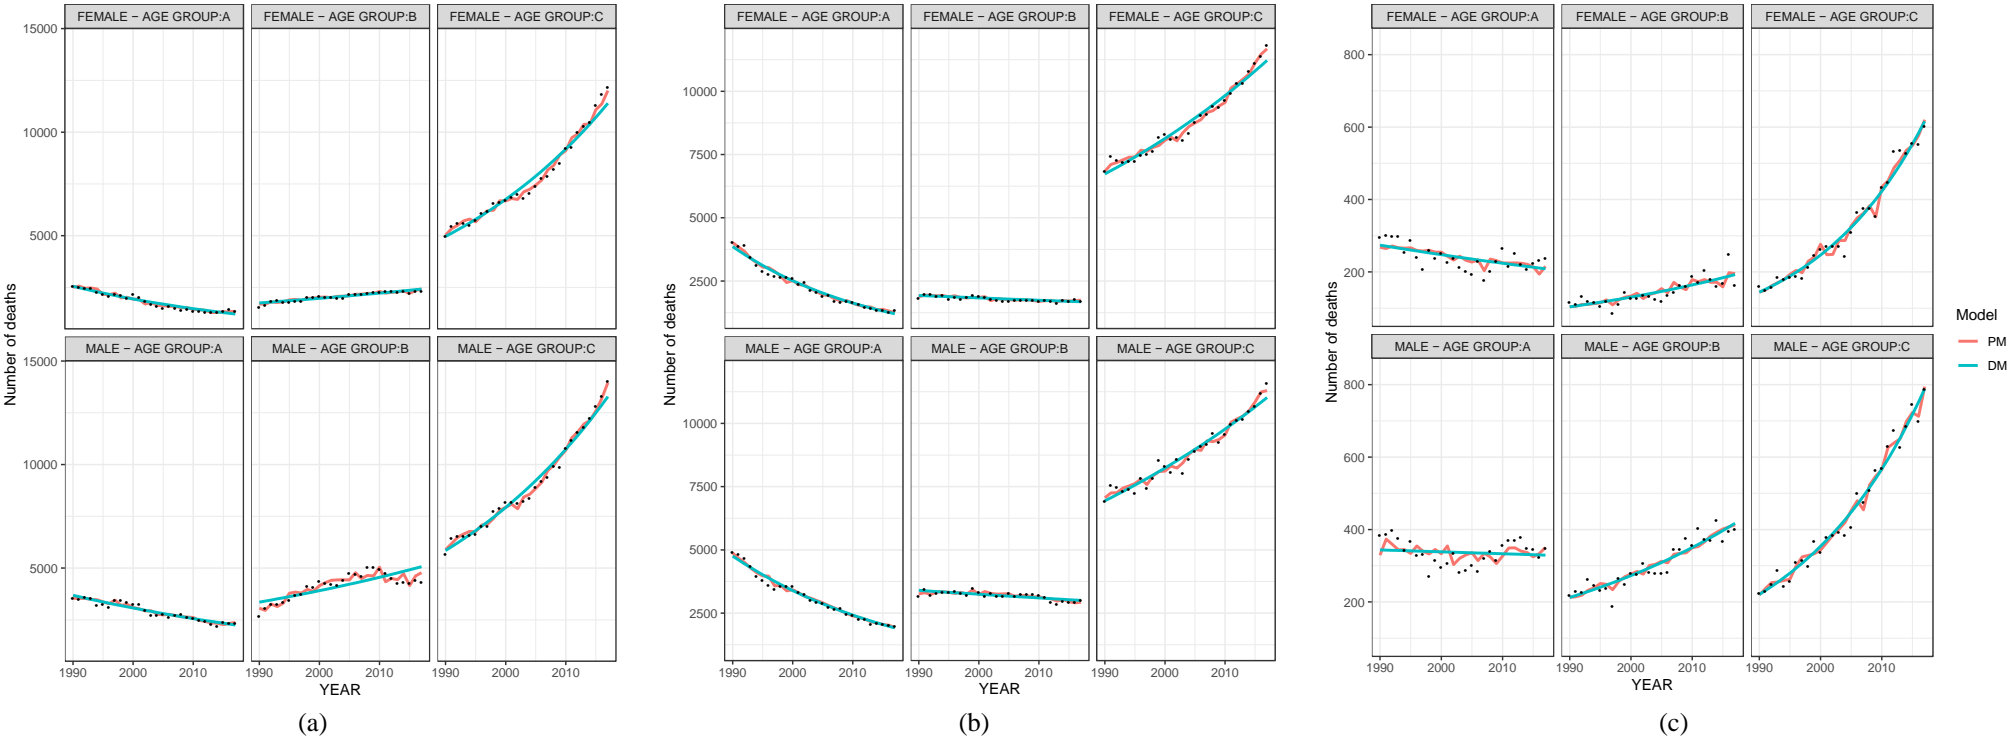 FEMALE − AGE GROUP:A
FEMALE − AGE GROUP:B
FEMALE − AGE GROUP:C
15000
10000
5000
MALE − AGE GROUP:A
MALE − AGE GROUP:B
MALE − AGE GROUP:C
15000
10000
5000
Number of deaths
1990 2000 2010
1990 2000 2010
1990 2000 2010
YEAR
(a)
FEMALE − AGE GROUP:A
FEMALE − AGE GROUP:B
FEMALE − AGE GROUP:C
10000
7500
5000
2500
MALE − AGE GROUP:A
MALE − AGE GROUP:B
MALE − AGE GROUP:C
10000
7500
5000
2500
Number of deaths
1990 2000 2010
1990 2000 2010
1990 2000 2010
YEAR
(b)
FEMALE − AGE GROUP:A
FEMALE − AGE GROUP:B
FEMALE − AGE GROUP:C
800
600
400
200
MALE − AGE GROUP:A
MALE − AGE GROUP:B
MALE − AGE GROUP:C
800
600
400
200
Number of deaths
1990 2000 2010
1990 2000 2010
1990 2000 2010
YEAR
(c)
Model
PM
DM